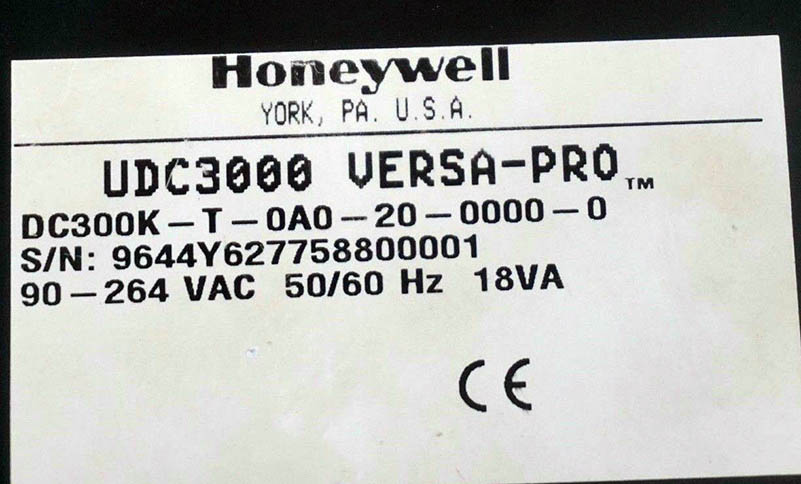 Honeywell
YORK, PA. U.S.A.
UDC3000 VERSA-PRO™
DC300K-T-0A0-20-0000-0
S/N: 9644Y627758800001
90-264 VAC 50/60 Hz 18VA
CE